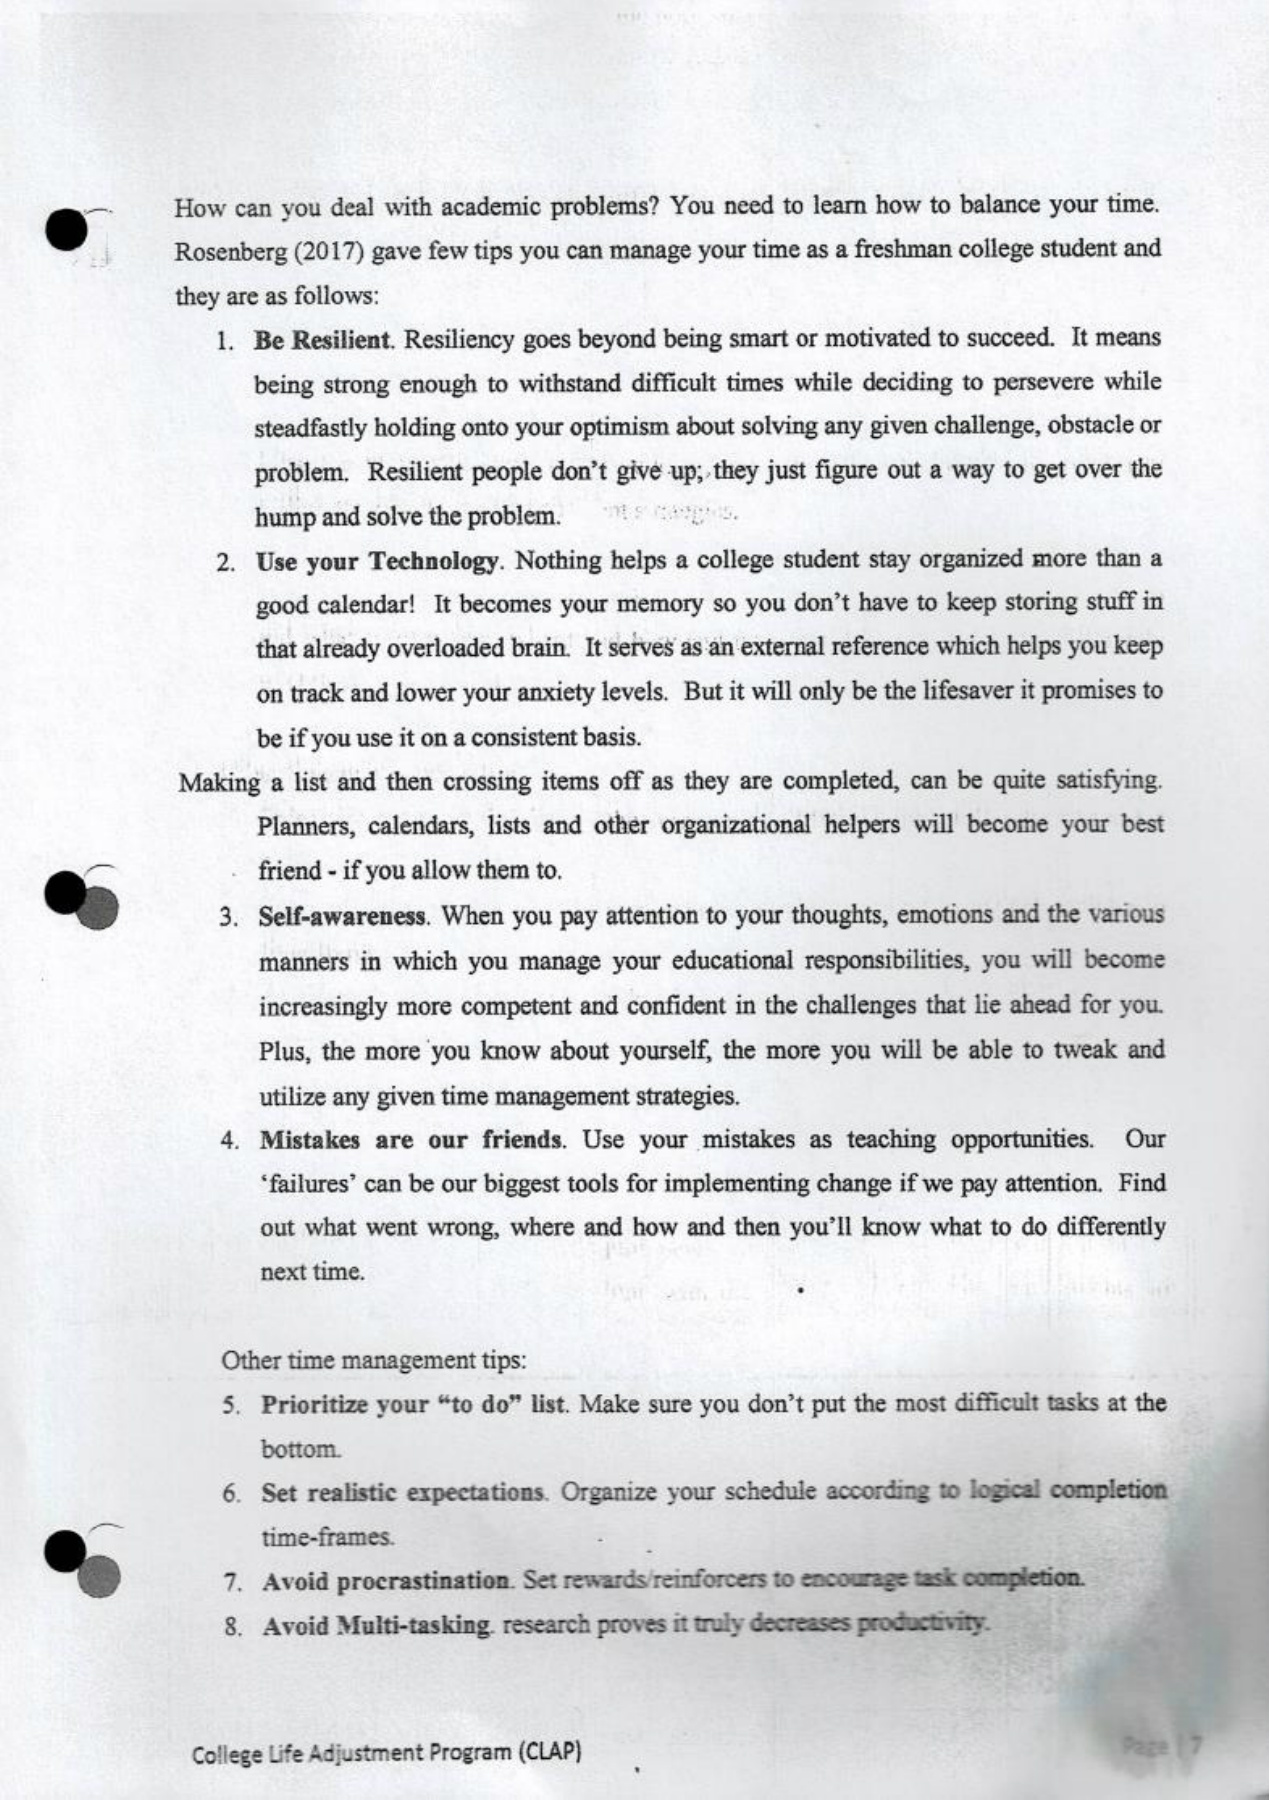 How can you deal with academic problems? You need to learn how to balance your time.
Rosenberg (2017) gave few tips you can manage your time as a freshman college student and
they are as follows:
1. Be Resilient. Resiliency goes beyond being smart or motivated to succeed. It means
being strong enough to withstand difficult times while deciding to persevere while
steadfastly holding onto your optimism about solving any given challenge, obstacle or
problem. Resilient people don't give up; they just figure out a way to get over the
hump and solve the problem.
2. Use your Technology. Nothing helps a college student stay organized more than a
good calendar! It becomes your memory so you don't have to keep storing stuff in
that already overloaded brain. It serves as an external reference which helps you keep
on track and lower your anxiety levels. But it will only be the lifesaver it promises to
be if you use it on a consistent basis.
Making a list and then crossing items off as they are completed, can be quite satisfying.
Planners, calendars, lists and other organizational helpers will become your best
friend - if you allow them to.
3. Self-awareness. When you pay attention to your thoughts, emotions and the various
manners in which you manage your educational responsibilities, you will become
increasingly more competent and confident in the challenges that lie ahead for you.
Plus, the more you know about yourself, the more you will be able to tweak and
utilize any given time management strategies.
4. Mistakes are our friends. Use your mistakes as teaching opportunities. Our
‘failures’ can be our biggest tools for implementing change if we pay attention. Find
out what went wrong, where and how and then you'll know what to do differently
next time.
Other time management tips:
5. Prioritize your “to do” list. Make sure you don't put the most difficult tasks at the
bottom.
6. Set realistic expectations. Organize your schedule according to logical completion
time-frames.
7. Avoid procrastination. Set rewards/reinforcers to encourage task completion.
8. Avoid Multi-tasking. research proves it truly decreases productivity.
College Life Adjustment Program (CLAP)
Page | 7